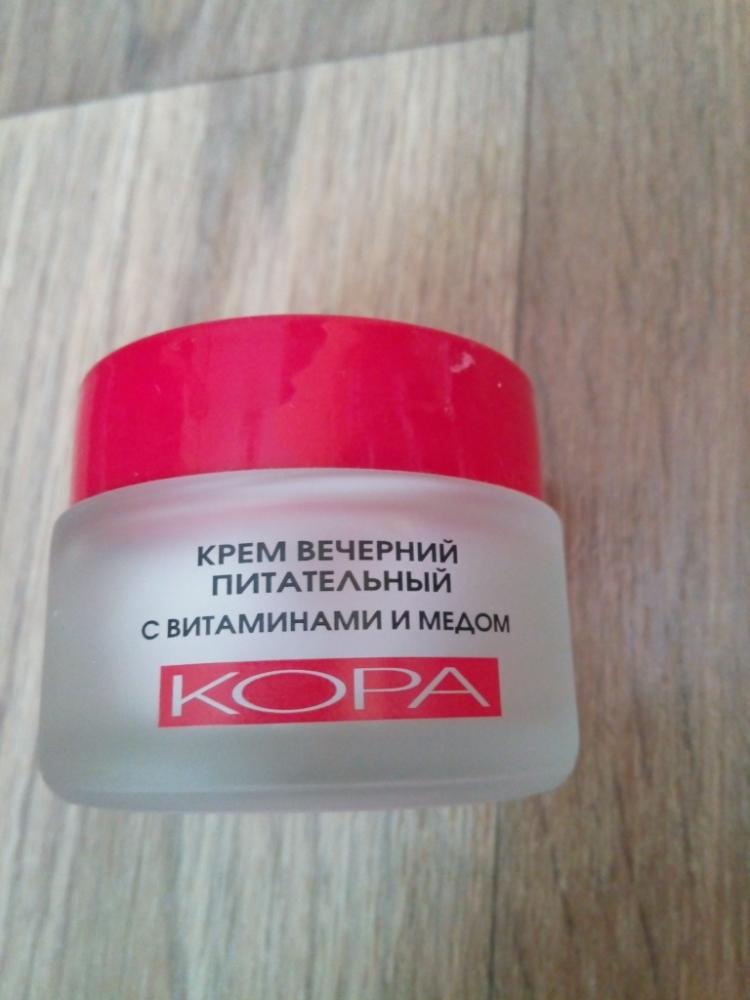 КРЕМ ВЕЧЕРНИЙ
ПИТАТЕЛЬНЫЙ
С ВИТАМИНАМИ И МЕДОМ
КОРА